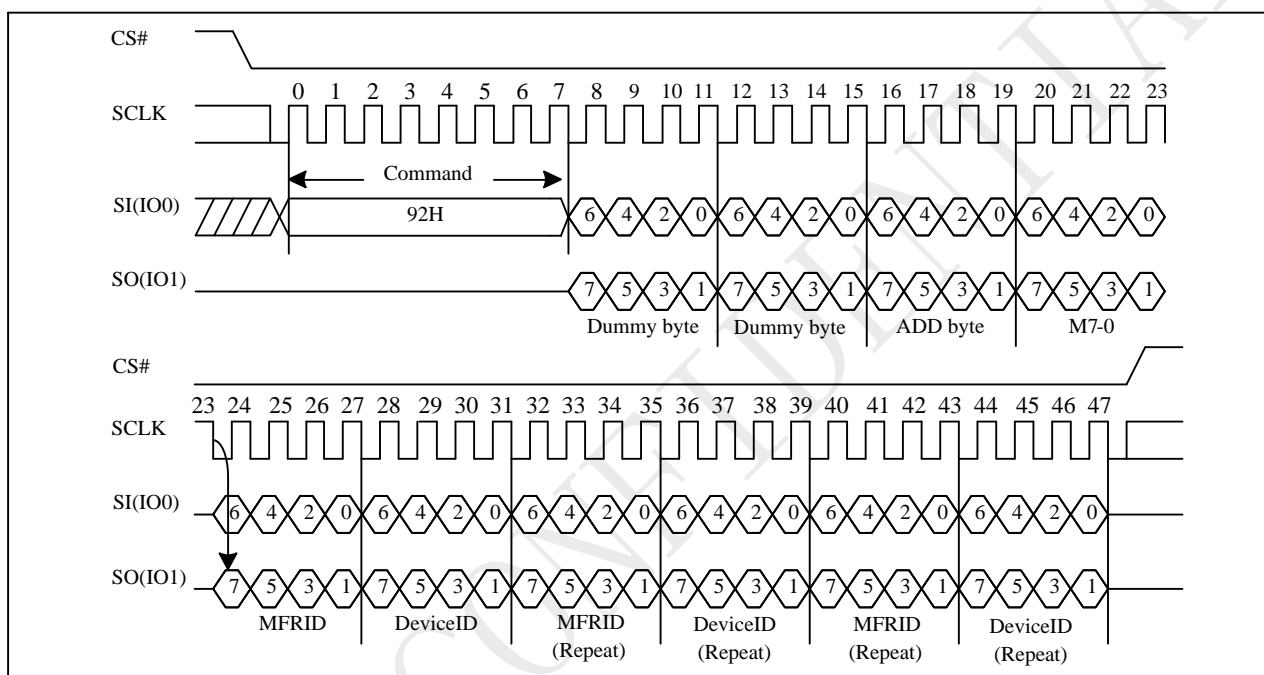 CS#
0 1 2 3 4 5 6 7 8 9 10 11 12 13 14 15 16 17 18 19 20 21 22 23
SCLK
Command
SI(IO0) 92H 6 4 2 0 6 4 2 0 6 4 2 0 6 4 2 0
SO(IO1) 7 5 3 1 7 5 3 1 7 5 3 1 7 5 3 1
Dummy byte Dummy byte ADD byte M7-0
CS#
23 24 25 26 27 28 29 30 31 32 33 34 35 36 37 38 39 40 41 42 43 44 45 46 47
SCLK
SI(IO0) 6 4 2 0 6 4 2 0 6 4 2 0 6 4 2 0 6 4 2 0 6 4 2 0
SO(IO1) 7 5 3 1 7 5 3 1 7 5 3 1 7 5 3 1 7 5 3 1 7 5 3 1
MFRID DeviceID MFRID DeviceID MFRID DeviceID
(Repeat) (Repeat) (Repeat) (Repeat)
CONFIDENTIA